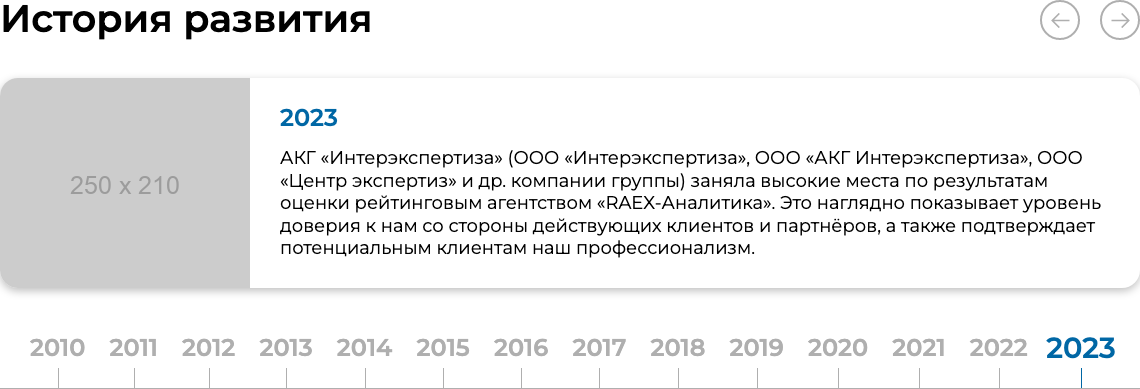 История развития
250 x 210
2023
АКГ «Интерэкспертиза» (ООО «Интерэкспертиза», ООО «АКГ Интерэкспертиза», ООО
«Центр экспертиз» и др. компании группы) заняла высокие места по результатам
оценки рейтинговым агентством «RAEX-Аналитика». Это наглядно показывает уровень
доверия к нам со стороны действующих клиентов и партнёров, а также подтверждает
потенциальным клиентам наш профессионализм.
2010 2011 2012 2013 2014 2015 2016 2017 2018 2019 2020 2021 2022 2023